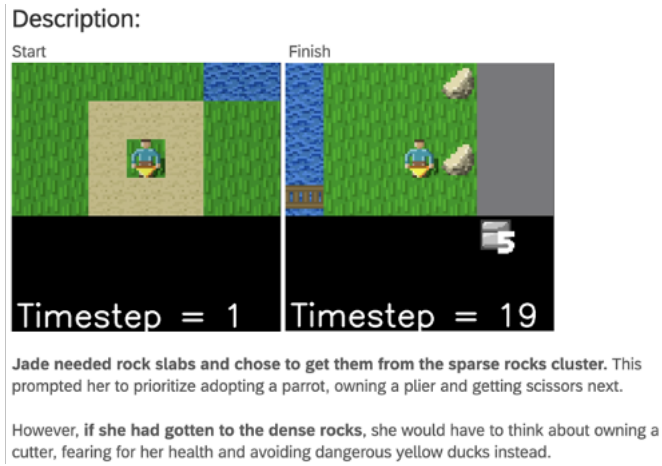 Description:
Start Finish
5
Timestep = 1 Timestep = 19
Jade needed rock slabs and chose to get them from the sparse rocks cluster. This
prompted her to prioritize adopting a parrot, owning a plier and getting scissors next.
However, if she had gotten to the dense rocks, she would have to think about owning a
cutter, fearing for her health and avoiding dangerous yellow ducks instead.